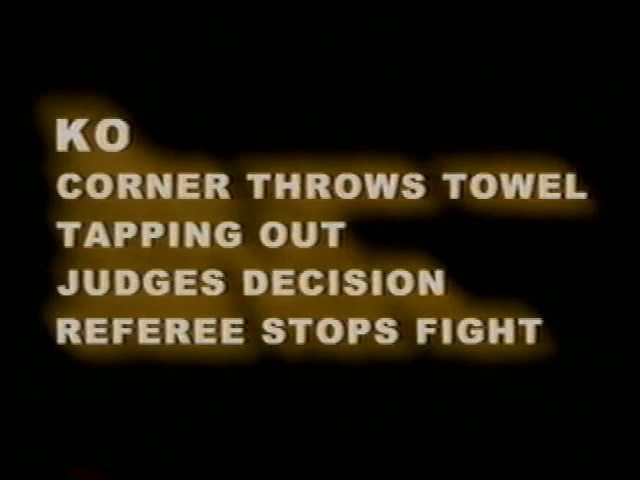 KO
CORNER THROWS TOWEL
TAPPING OUT
JUDGES DECISION
REFEREE STOPS FIGHT